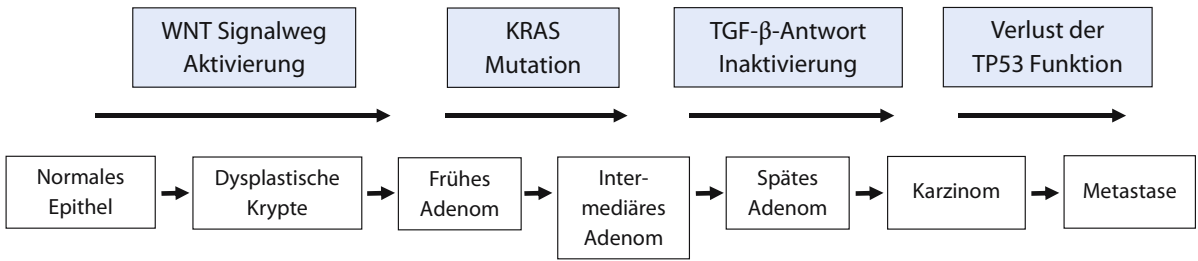 WNT Signalweg
Aktivierung
KRAS
Mutation
TGF-β-Antwort
Inaktivierung
Verlust der
TP53 Funktion
Normales
Epithel
Dysplastische
Krypte
Frühes
Adenom
Inter-
mediäres
Adenom
Spätes
Adenom
Karzinom
Metastase